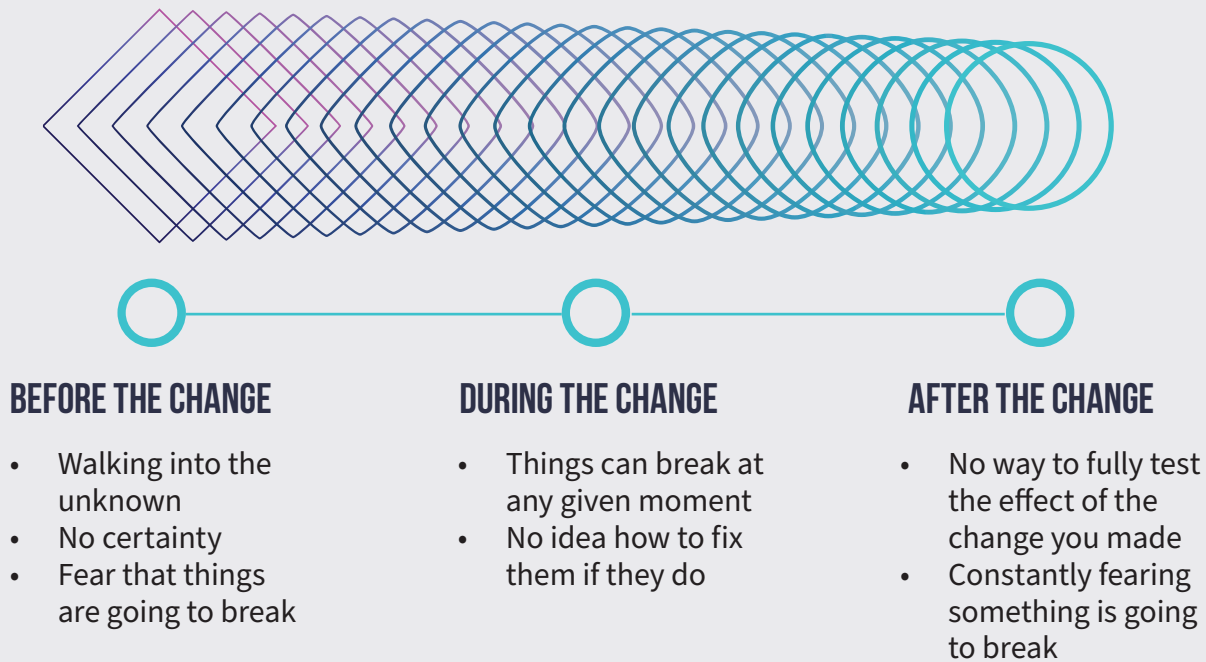 BEFORE THE CHANGE
• Walking into the
unknown
• No certainty
• Fear that things
are going to break
DURING THE CHANGE
• Things can break at
any given moment
• No idea how to fix
them if they do
AFTER THE CHANGE
• No way to fully test
the effect of the
change you made
• Constantly fearing
something is going
to break